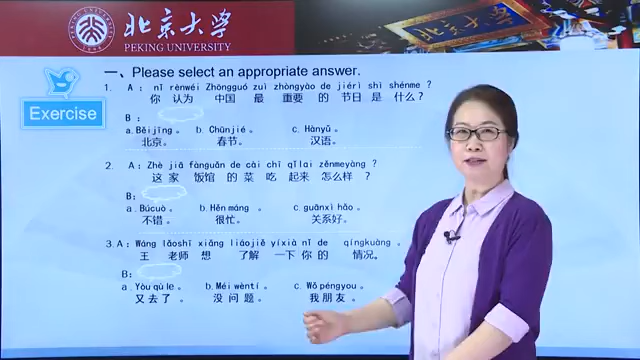 北京大学
PEKING UNIVERSITY
Exercise
一、Please select an appropriate answer.
1. A：nǐ rènwéi Zhōngguó zuì zhòngyào de jiérì shì shénme？
你 认为 中国 最 重要 的 节日 是 什么？
B：
a.Běijīng。 b. Chūnjié。 c. Hànyǔ。
北京。 春节。 汉语。
2. A：Zhè jiā fànguǎn de cài chī qǐlai zěnmeyàng？
这 家 饭馆 的 菜 吃 起来 怎么样？
B：
a.Búcuò。 b.Hěn máng 。 c.guānxì hǎo。
不错。 很忙。 关系好。
3.A：Wáng lǎoshī xiǎng liáojiě yíxià nǐ de qíngkuàng。
王 老师 想 了解 一下 你 的 情况。
B：
a.Yòu qù le。 b.Méi wèntí。 c. Wǒ péngyou。
又去了。 没问题。 我朋友。